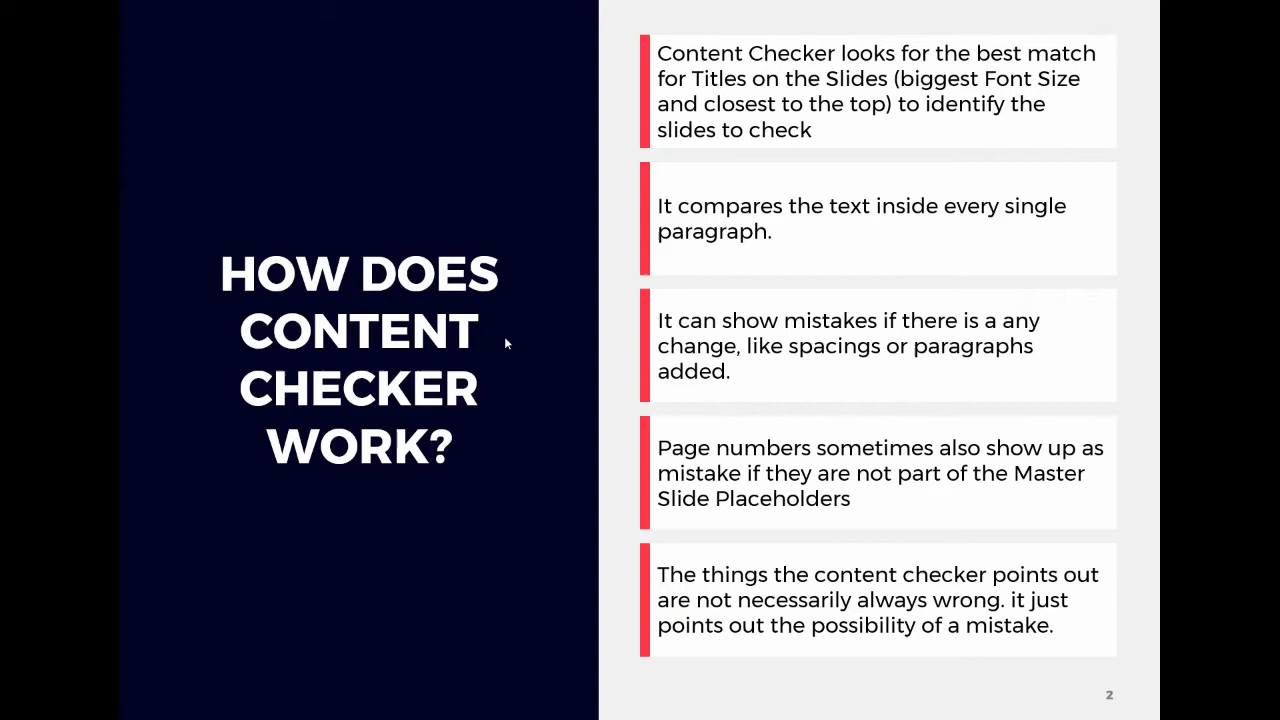 HOW DOES
CONTENT
CHECKER
WORK?
Content Checker looks for the best match
for Titles on the Slides (biggest Font Size
and closest to the top) to identify the
slides to check
It compares the text inside every single
paragraph.
It can show mistakes if there is a any
change, like spacings or paragraphs
added.
Page numbers sometimes also show up as
mistake if they are not part of the Master
Slide Placeholders
The things the content checker points out
are not necessarily always wrong. it just
points out the possibility of a mistake.
2